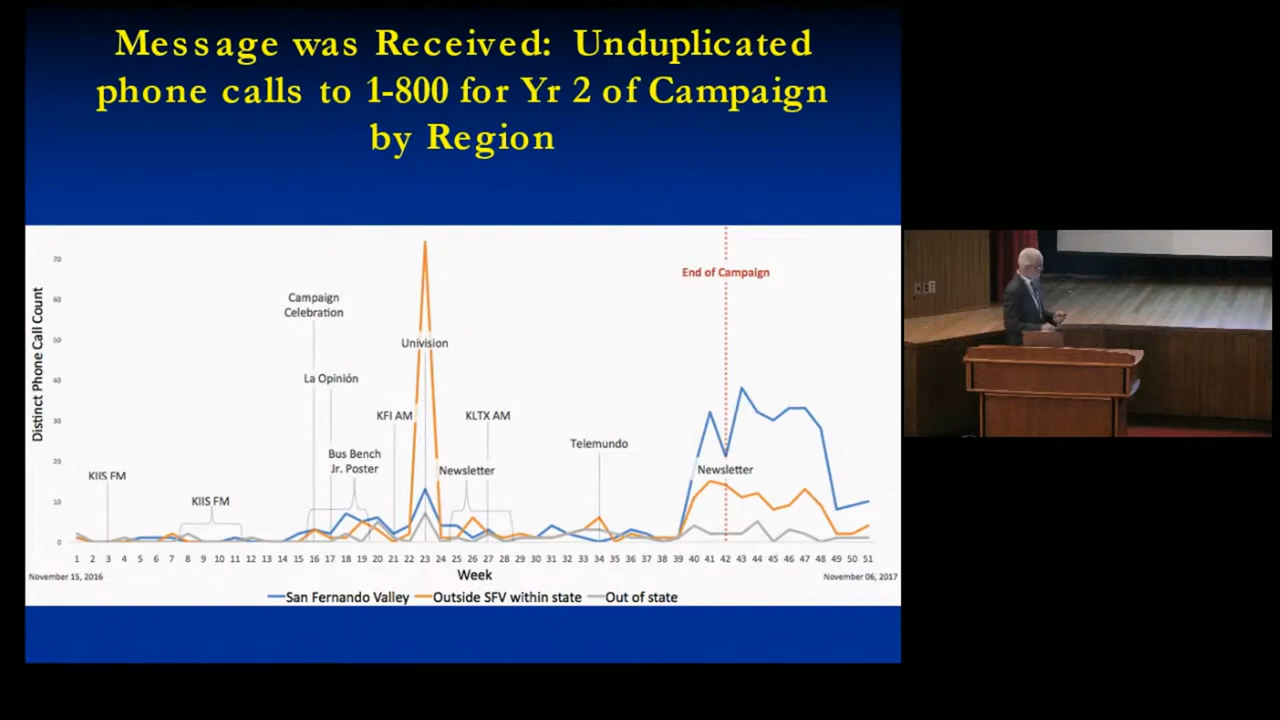 Message was Received: Unduplicated
phone calls to 1-800 for Yr 2 of Campaign
by Region
Distinct Phone Call Count
70
60
50
40
30
20
10
0
End of Campaign
Campaign
Celebration
Univision
La Opinión
KFI AM
KLTX AM
Bus Bench
Jr. Poster
Newsletter
Telemundo
Newsletter
KIIS FM
KIIS FM
1 2 3 4 5 6 7 8 9 10 11 12 13 14 15 16 17 18 19 20 21 22 23 24 25 26 27 28 29 30 31 32 33 34 35 36 37 38 39 40 41 42 43 44 45 46 47 48 49 50 51
November 15, 2016
Week
November 06, 2017
San Fernando Valley
Outside SFV within state
Out of state